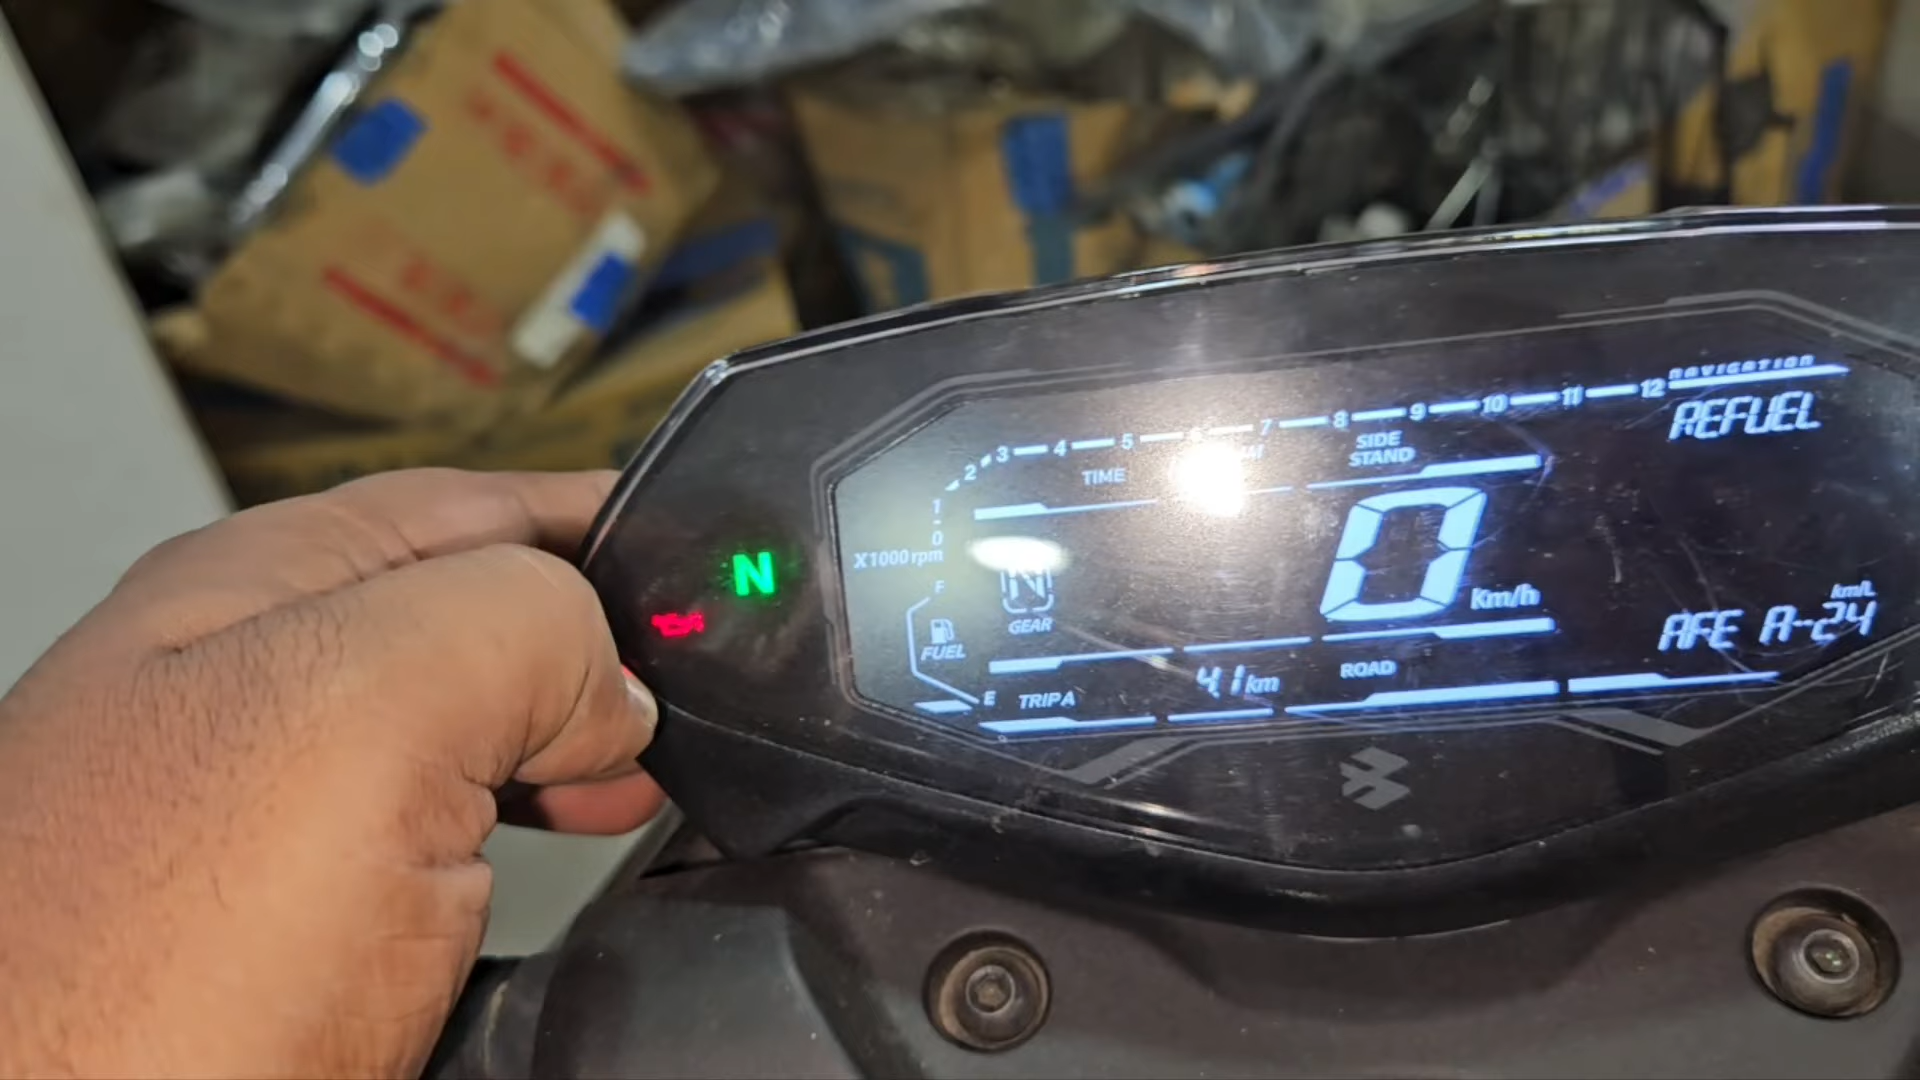 NAVIGATION
REFUEL
1 2 3 4 5 6 7 8 9 10 11 12
0
X1000 rpm
TIME
SIDE
STAND
N
N
GEAR
0 Km/h
F
FUEL
E
km/L
AFE A-24
TRIP A 4.1 km
ROAD